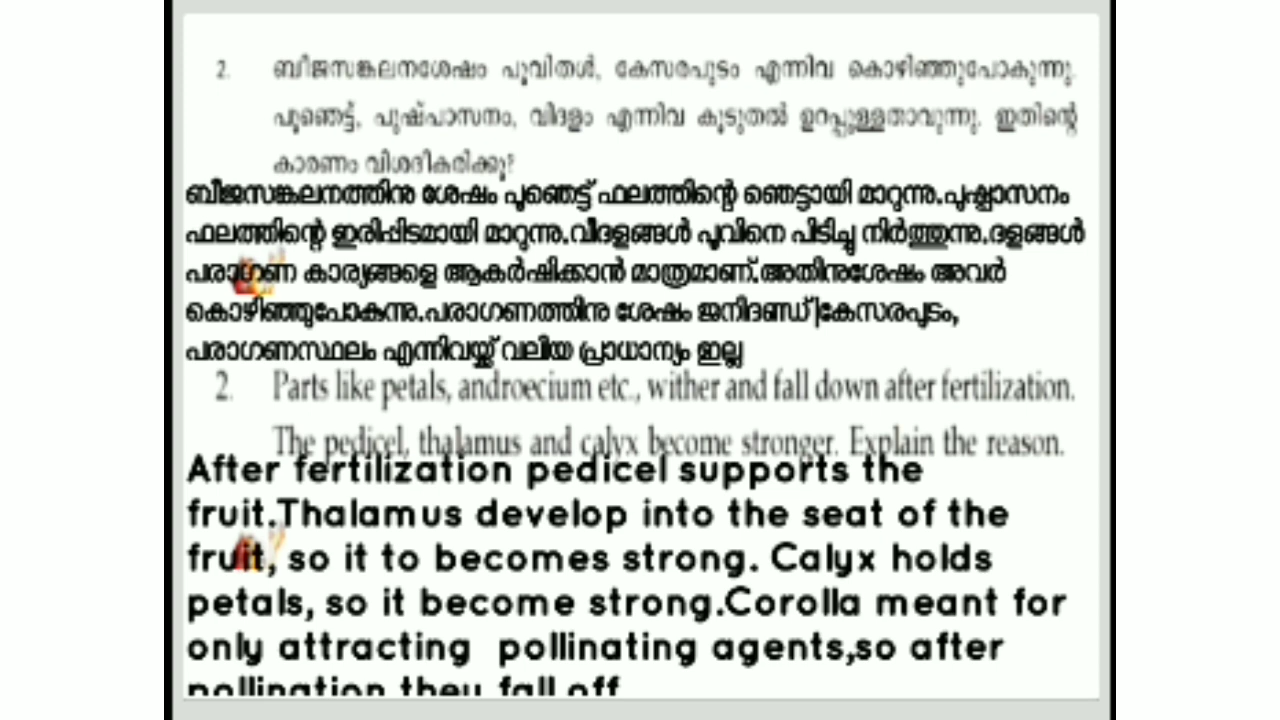 2. ബീജസങ്കലനശേഷം പൂവിതൾ, കേസരപുടം എന്നിവ കൊഴിഞ്ഞുപോകുന്നു.
പൂഞെട്ട്, പുഷ്പാസനം, വിദളം എന്നിവ കൂടുതൽ ഉറപ്പുള്ളതാവുന്നു. ഇതിന്റെ
കാരണം വിശദീകരിക്കൂ?
ബീജസങ്കലനത്തിനു ശേഷം പൂഞെട്ട് ഫലത്തിന്റെ ഞെട്ടായി മാറുന്നു.പുഷ്പാസനം
ഫലത്തിന്റെ ഇരിപ്പിടമായി മാറുന്നു.വിദളങ്ങൾ പൂവിനെ പിടിച്ചു നിർത്തുന്നു.ദളങ്ങൾ
പരാഗണ കാര്യങ്ങളെ ആകർഷിക്കാൻ മാത്രമാണ്.അതിനുശേഷം അവർ
കൊഴിഞ്ഞുപോകുന്നു.പരാഗണത്തിനു ശേഷം ജനിദണ്ഡ്|കേസരപുടം,
പരാഗണസ്ഥലം എന്നിവയ്ക്ക് വലിയ പ്രാധാന്യം ഇല്ല
2. Parts like petals, androecium etc., wither and fall down after fertilization.
The pedicel, thalamus and calyx become stronger. Explain the reason.
After fertilization pedicel supports the
fruit.Thalamus develop into the seat of the
fruit, so it to becomes strong. Calyx holds
petals, so it become strong.Corolla meant for
only attracting pollinating agents,so after
pollination they fall off